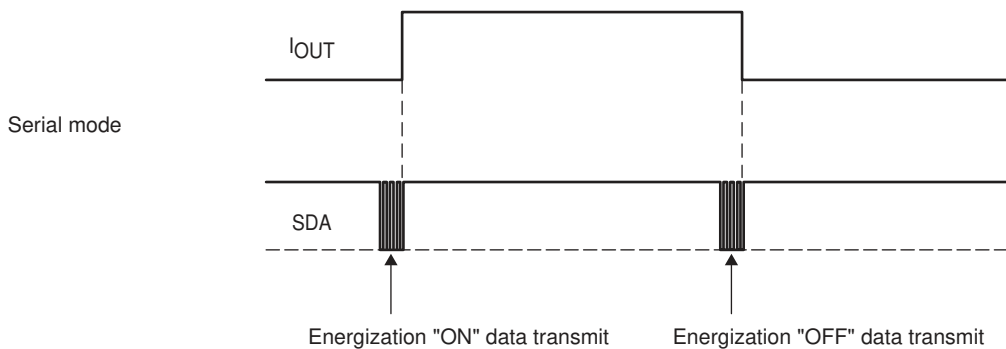 IOUT
Serial mode
SDA
Energization "ON" data transmit
Energization "OFF" data transmit